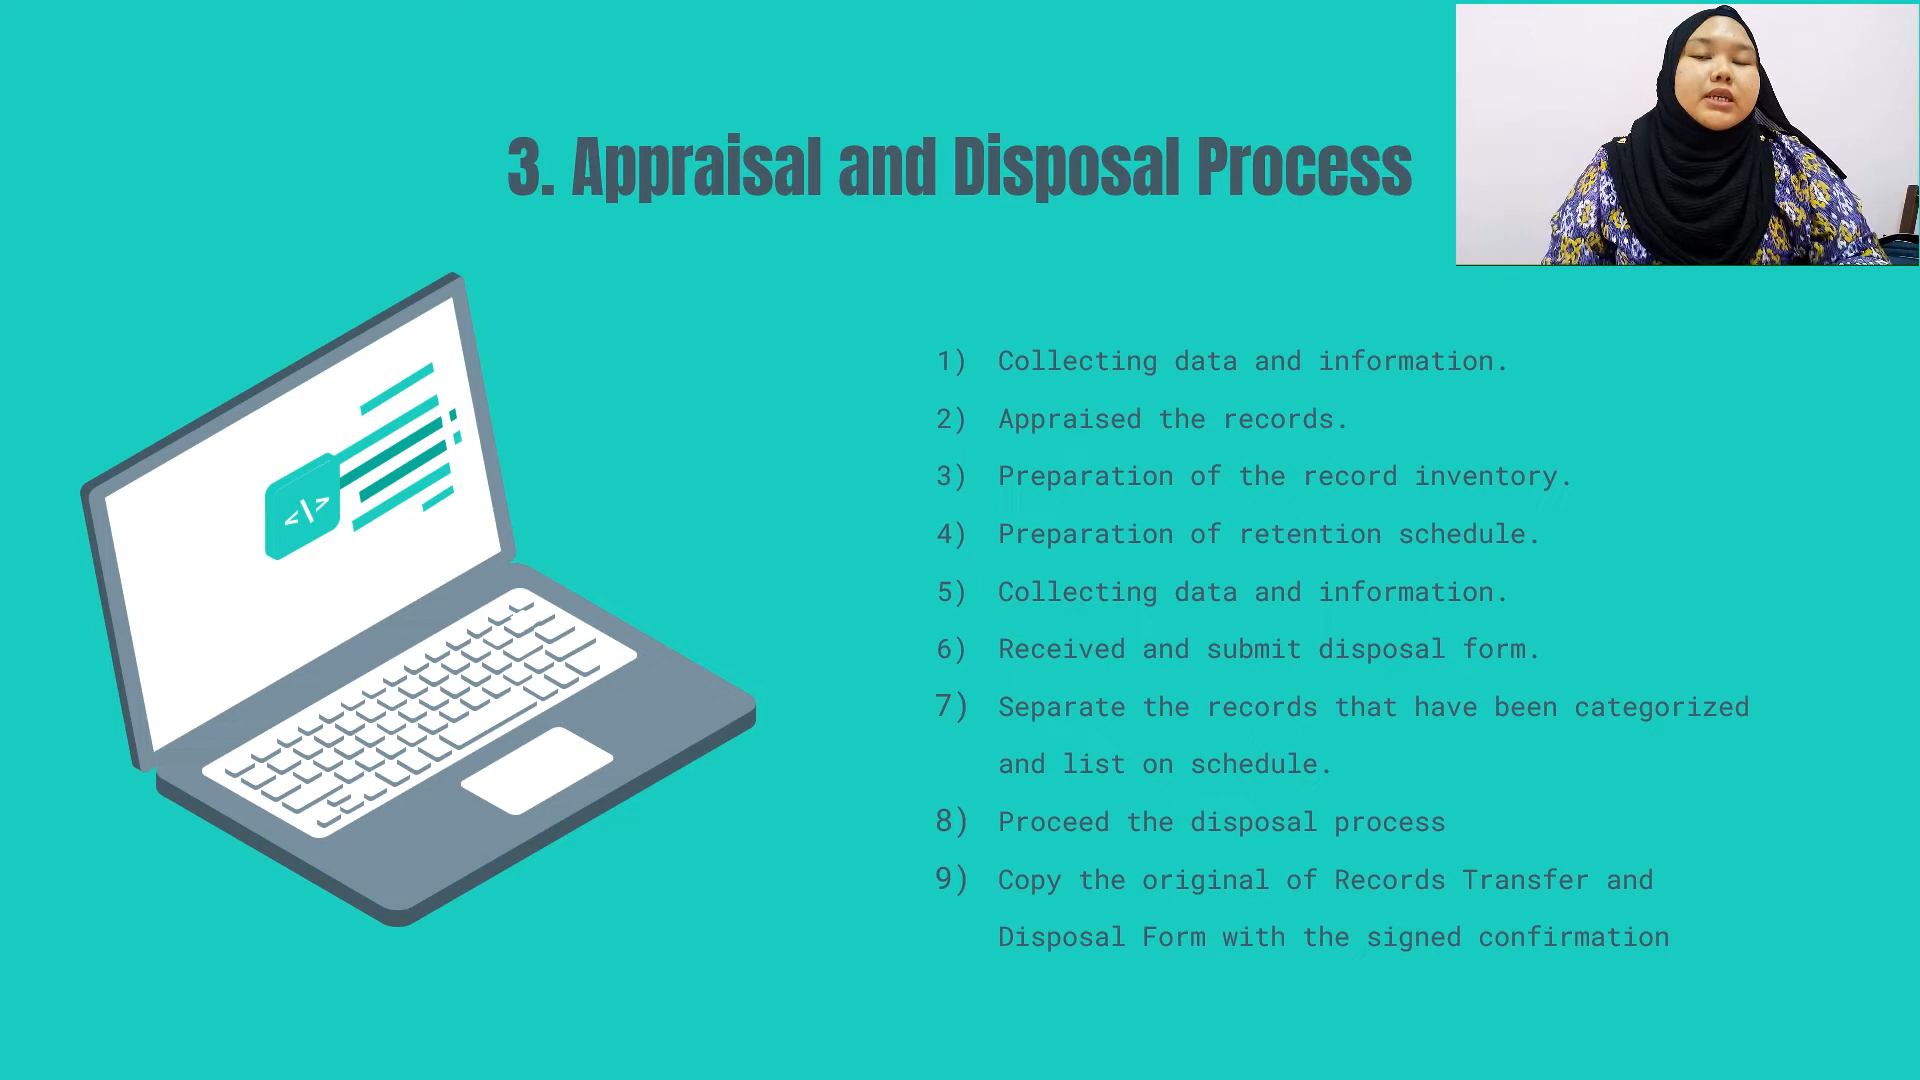 3. Appraisal and Disposal Process
1) Collecting data and information.
2) Appraised the records.
3) Preparation of the record inventory.
4) Preparation of retention schedule.
5) Collecting data and information.
6) Received and submit disposal form.
7) Separate the records that have been categorized
and list on schedule.
8) Proceed the disposal process
9) Copy the original of Records Transfer and
Disposal Form with the signed confirmation
<\>